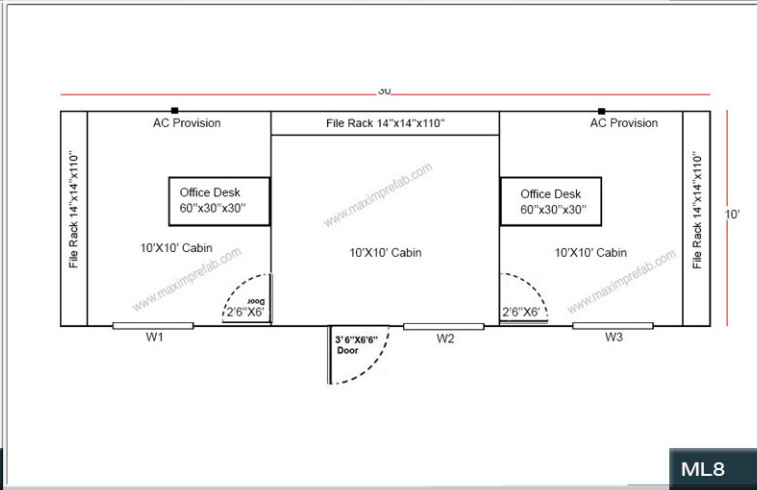 30'
AC Provision
File Rack 14"x14"x110"
AC Provision
File Rack 14"x14"x110"
Office Desk
60"x30"x30"
www.maximprefab.com
Office Desk
60"x30"x30"
File Rack 14"x14"x110"
10'
10'X10' Cabin
10'X10' Cabin
10'X10' Cabin
www.maximprefab.com
www.maximprefab.com
Door
2'6"X6'
2'6"X6'
W1
3'6"X6'6"
Door
W2
W3
ML8